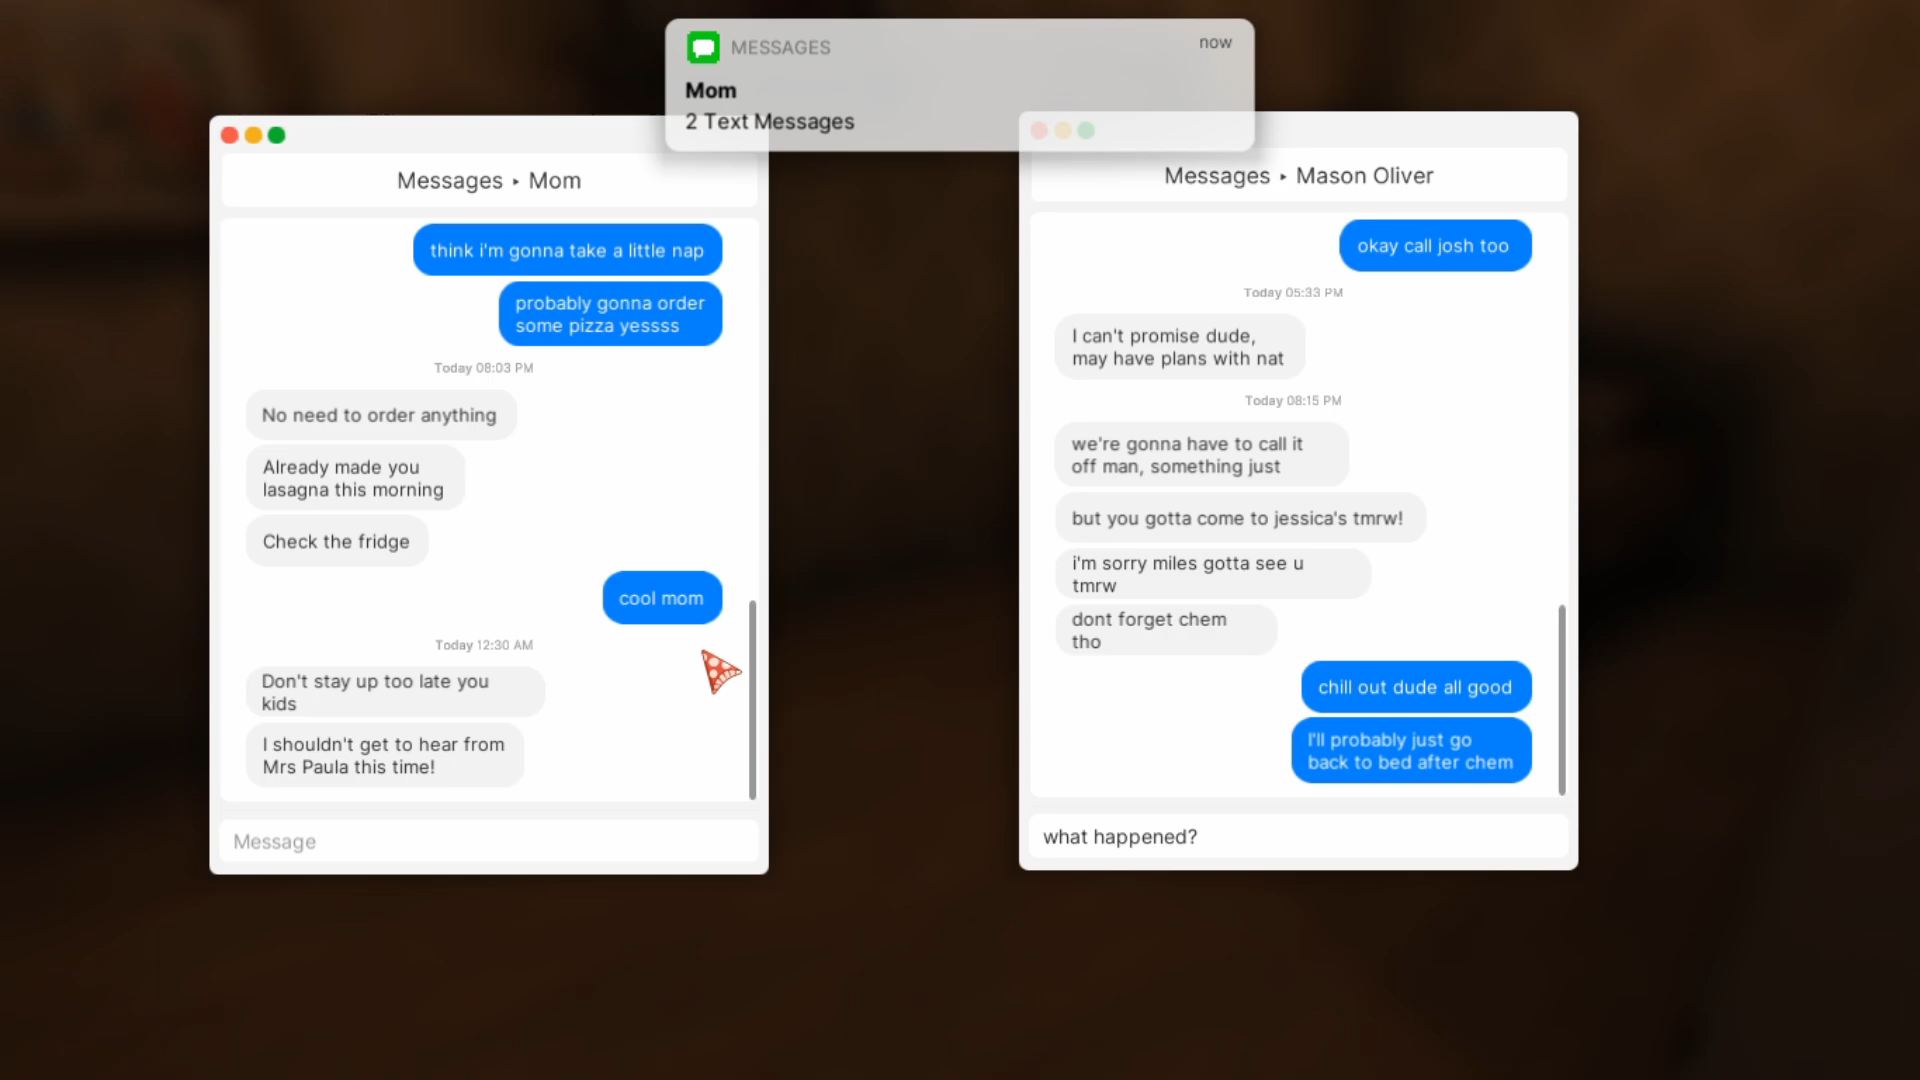 MESSAGES
now
Mom
2 Text Messages
Messages ▸ Mom
think i'm gonna take a little nap
probably gonna order
some pizza yessss
Today 08:03 PM
No need to order anything
Already made you
lasagna this morning
Check the fridge
cool mom
Today 12:30 AM
Don't stay up too late you
kids
I shouldn't get to hear from
Mrs Paula this time!
Message
Messages ▸ Mason Oliver
okay call josh too
Today 05:33 PM
I can't promise dude,
may have plans with nat
Today 08:15 PM
we're gonna have to call it
off man, something just
but you gotta come to jessica's tmrw!
i'm sorry miles gotta see u
tmrw
dont forget chem
tho
chill out dude all good
I'll probably just go
back to bed after chem
what happened?